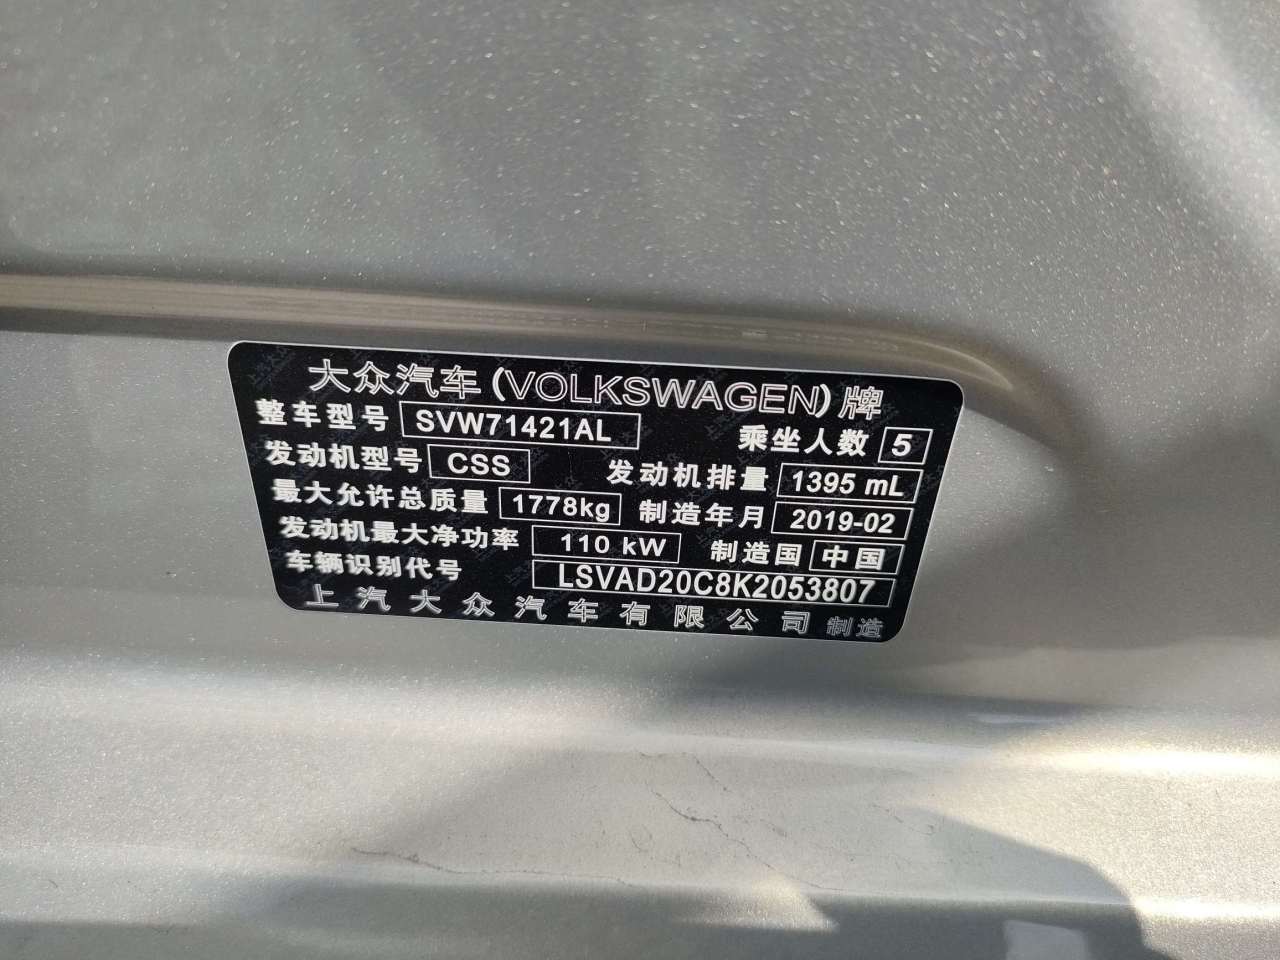 大众汽车(VOLKSWAGEN)牌
整车型号 SVW71421AL 乘坐人数 5
发动机型号 CSS 发动机排量 1395 mL
最大允许总质量 1778kg 制造年月 2019-02
发动机最大净功率 110 kW 制造国 中国
车辆识别代号 LSVAD20C8K2053807
上汽大众汽车有限公司 制造